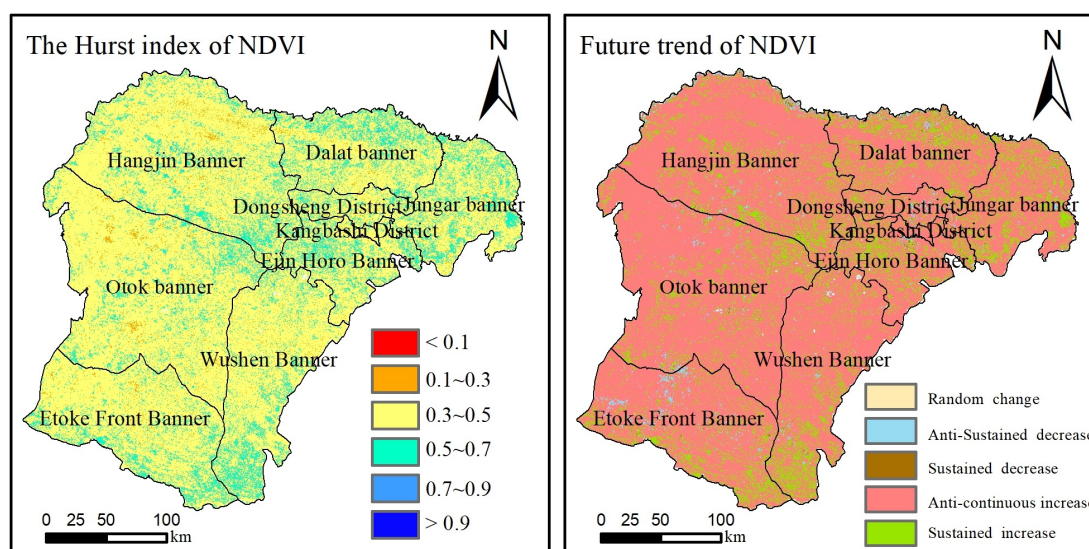 The Hurst index of NDVI
N
Hangjin Banner
Dalat banner
Dongsheng District
Jungar banner
Kangbashi District
Ejin Horo Banner
Otok banner
Wushen Banner
Etoke Front Banner
< 0.1
0.1~0.3
0.3~0.5
0.5~0.7
0.7~0.9
> 0.9
0 25 50 100
km
Future trend of NDVI
N
Hangjin Banner
Dalat banner
Dongsheng District
Jungar banner
Kangbashi District
Ejin Horo Banner
Otok banner
Wushen Banner
Etoke Front Banner
Random change
Anti-Sustained decrease
Sustained decrease
Anti-continuous increase
Sustained increase
0 25 50 100
km